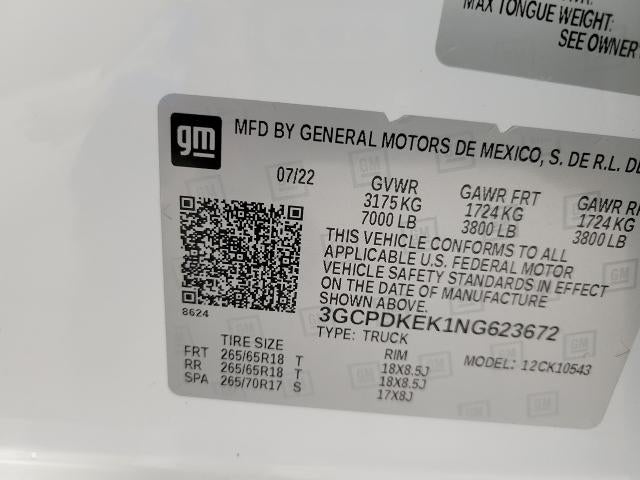 MAX TONGUE WEIGHT:
SEE OWNER
gm
MFD BY GENERAL MOTORS DE MEXICO, S. DE R.L. DE
07/22
GVWR GAWR FRT GAWR
3175 KG 1724 KG 1724 KG
7000 LB 3800 LB 3800 LB
THIS VEHICLE CONFORMS TO ALL
APPLICABLE U.S. FEDERAL MOTOR
VEHICLE SAFETY STANDARDS IN EFFECT
ON THE DATE OF MANUFACTURE
SHOWN ABOVE.
8624
3GCPDKEK1NG623672
TYPE: TRUCK
TIRE SIZE RIM MODEL: 12CK10543
FRT 265/65R18 T 18X8.5J
RR 265/65R18 T 18X8.5J
SPA 265/70R17 S 17X8J